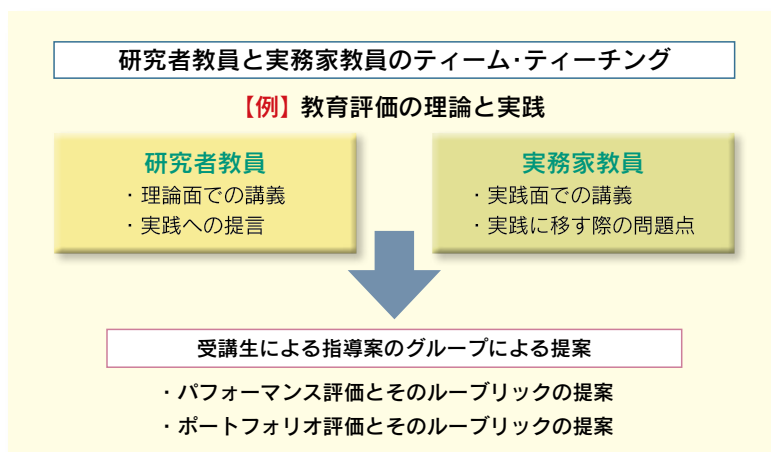 研究者教員と実務家教員のティーム・ティーチング
【例】教育評価の理論と実践
研究者教員
・理論面での講義
・実践への提言
実務家教員
・実践面での講義
・実践に移す際の問題点
受講生による指導案のグループによる提案
・パフォーマンス評価とそのルーブリックの提案
・ポートフォリオ評価とそのルーブリックの提案